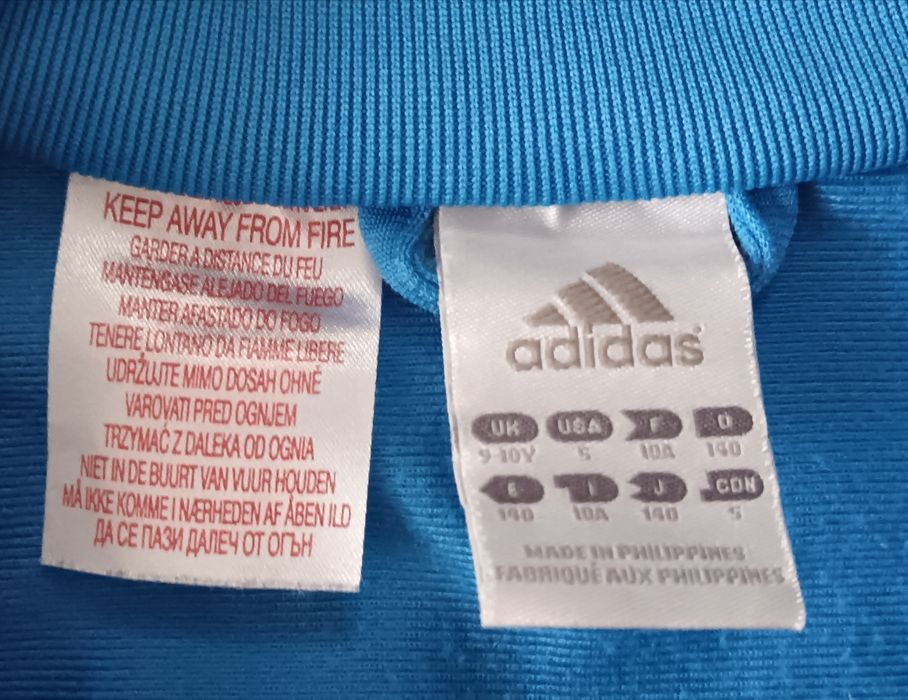 KEEP AWAY FROM FIRE
GARDER A DISTANCE DU FEU
MANTENGASE ALEJADO DEL FUEGO
MANTER AFASTADO DO FOGO
TENERE LONTANO DA FIAMME LIBERE
UDRŽUJTE MIMO DOSAH OHNĚ
VAROVATI PRED OGNJEM
TRZYMAĆ Z DALEKA OD OGNIA
NIET IN DE BUURT VAN VUUR HOUDEN
MÅ IKKE KOMME I NÆRHEDEN AF ÅBEN ILD
ДА СЕ ПАЗИ ДАЛЕЧ ОТ ОГЪН
adidas
UK USA F D
9-10Y S 10A 140
E I J CDN
140 10A 140 S
MADE IN PHILIPPINES
FABRIQUÉ AUX PHILIPPINES